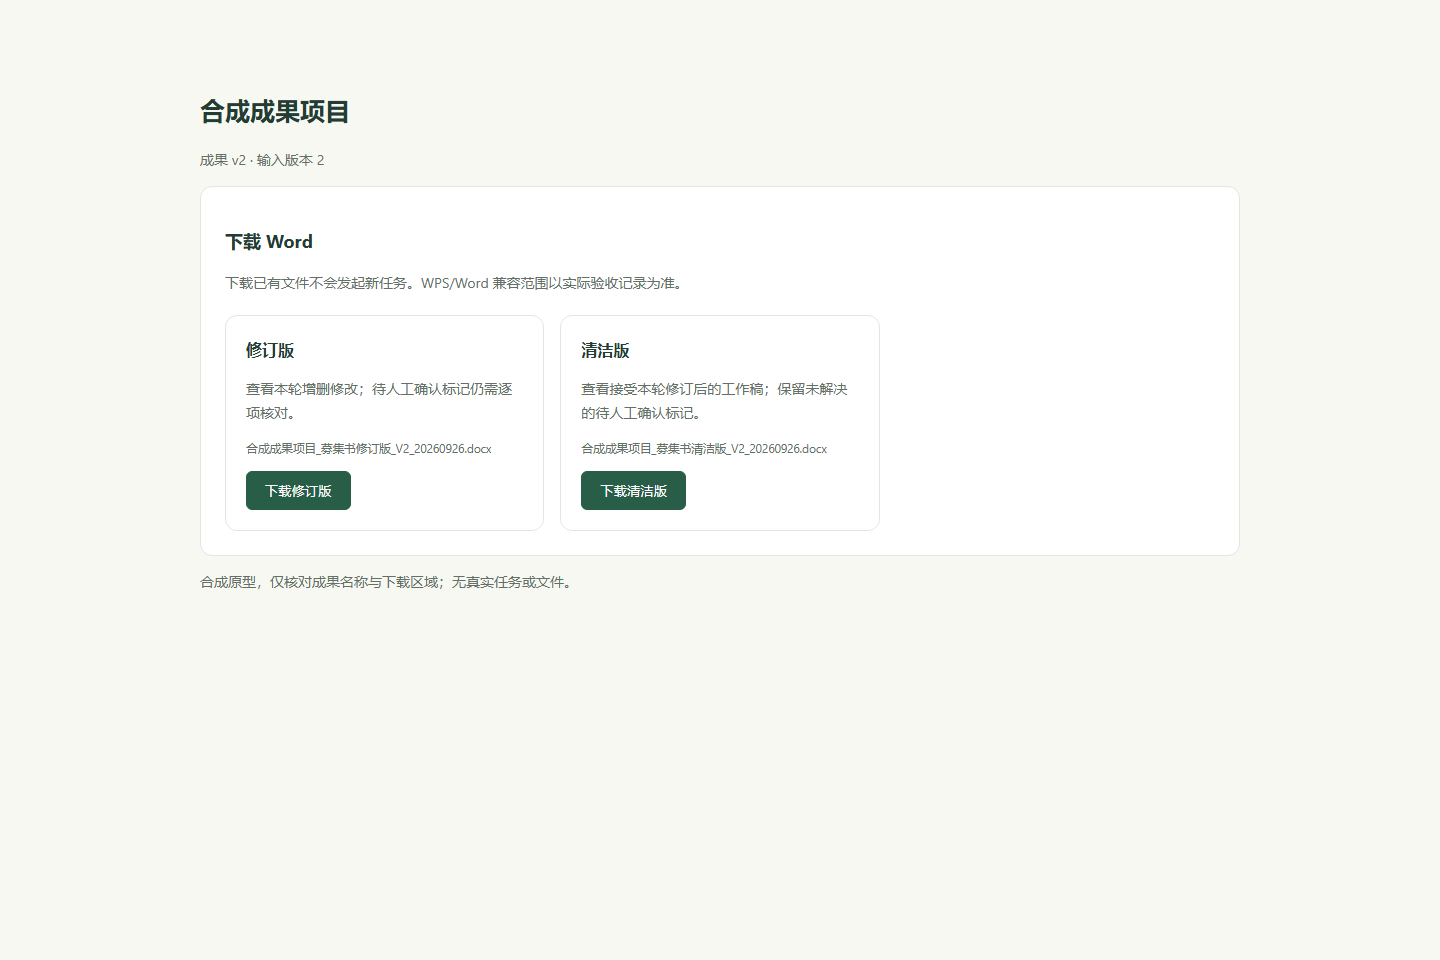 合成成果项目
成果 v2 · 输入版本 2
下载 Word
下载已有文件不会发起新任务。WPS/Word 兼容范围以实际验收记录为准。
修订版
查看本轮增删修改；待人工确认标记仍需逐
项核对。
合成成果项目_募集书修订版_V2_20260926.docx
下载修订版
清洁版
查看接受本轮修订后的工作稿；保留未解决
的待人工确认标记。
合成成果项目_募集书清洁版_V2_20260926.docx
下载清洁版
合成原型，仅核对成果名称与下载区域；无真实任务或文件。